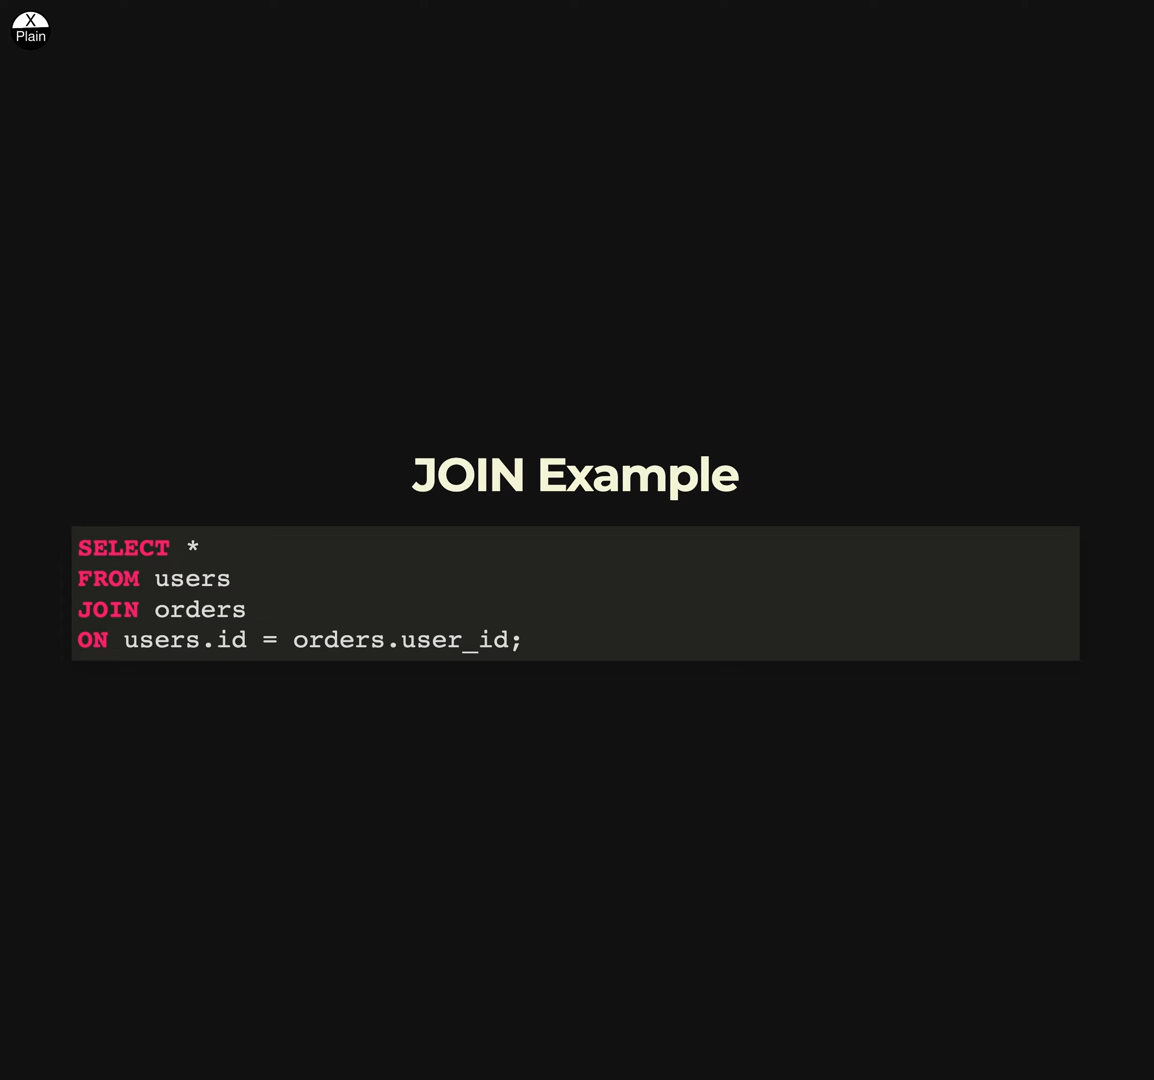 X
Plain
JOIN Example
SELECT *
FROM users
JOIN orders
ON users.id = orders.user_id;